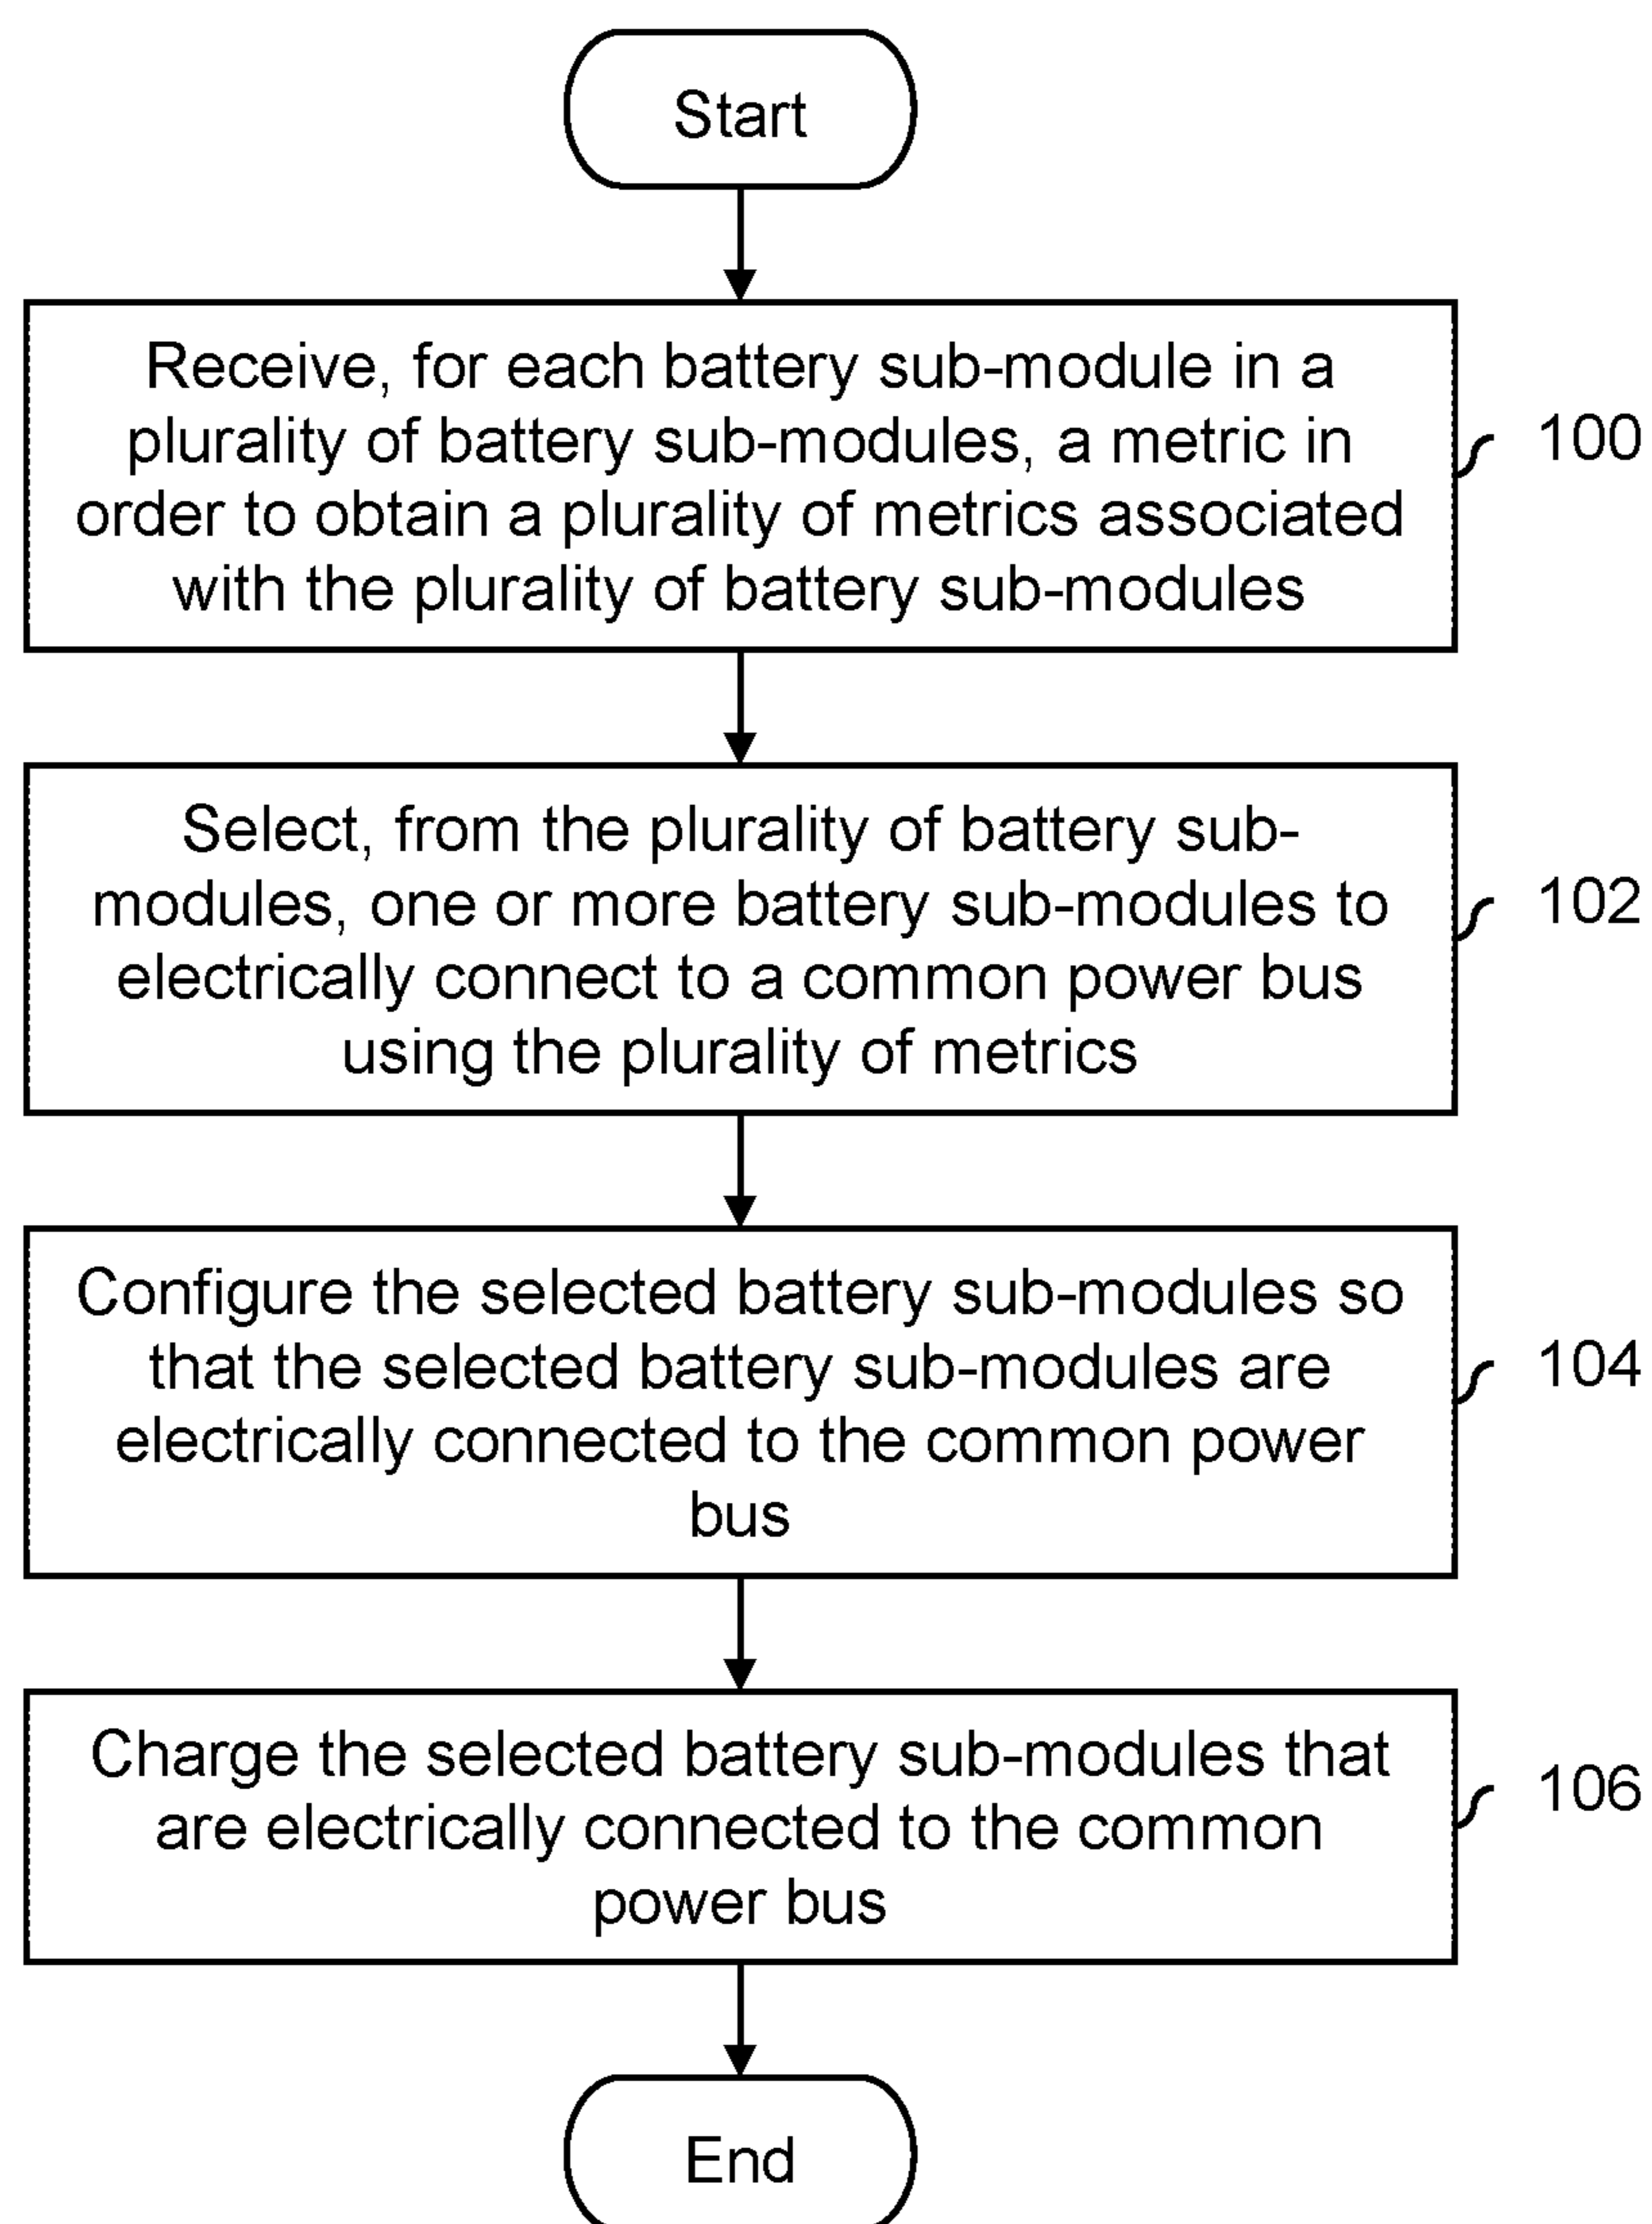 Start
Receive, for each battery sub-module in a
plurality of battery sub-modules, a metric in
order to obtain a plurality of metrics associated
with the plurality of battery sub-modules
100
Select, from the plurality of battery sub-
modules, one or more battery sub-modules to
electrically connect to a common power bus
using the plurality of metrics
102
Configure the selected battery sub-modules so
that the selected battery sub-modules are
electrically connected to the common power
bus
104
Charge the selected battery sub-modules that
are electrically connected to the common
power bus
106
End